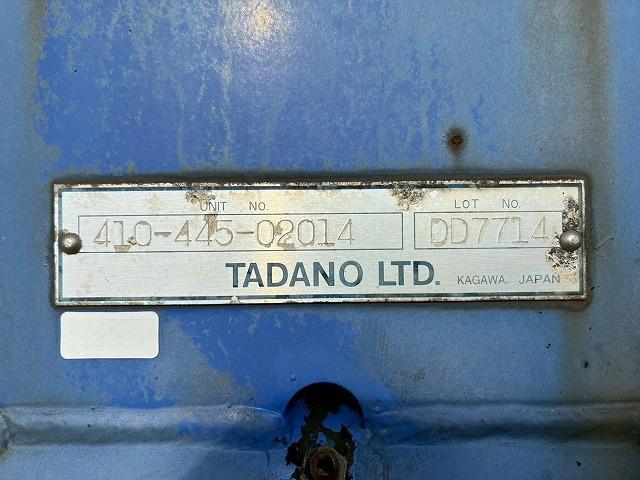 UNIT NO. LOT NO.
410-445-02014 DD7714
TADANO LTD. KAGAWA, JAPAN